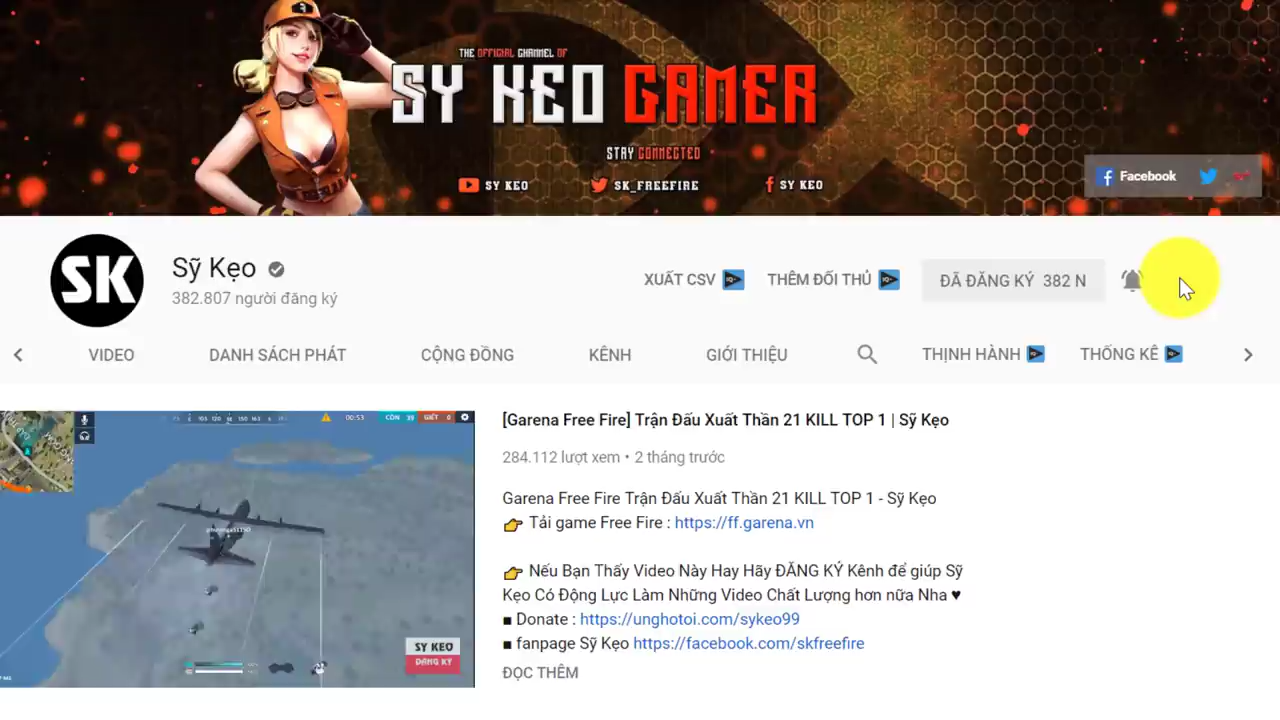 THE OFFICIAL CHANNEL OF
SY KEO GAMER
STAY CONNECTED
SY KEO
SK_FREEFIRE
SY KEO
Facebook
SK
Sỹ Kẹo
382.807 người đăng ký
XUẤT CSV
THÊM ĐỐI THỦ
ĐÃ ĐĂNG KÝ 382 N
VIDEO
DANH SÁCH PHÁT
CỘNG ĐỒNG
KÊNH
GIỚI THIỆU
THỊNH HÀNH
THỐNG KÊ
00:53
CÒN 39
GIẾT 0
SY KEO
ĐĂNG KÝ
[Garena Free Fire] Trận Đấu Xuất Thần 21 KILL TOP 1 | Sỹ Kẹo
284.112 lượt xem • 2 tháng trước
Garena Free Fire Trận Đấu Xuất Thần 21 KILL TOP 1 - Sỹ Kẹo
👉 Tải game Free Fire : https://ff.garena.vn
👉 Nếu Bạn Thấy Video Này Hay Hãy ĐĂNG KÝ Kênh để giúp Sỹ
Kẹo Có Động Lực Làm Những Video Chất Lượng hơn nữa Nha ♥
■ Donate : https://unghotoi.com/sykeo99
■ fanpage Sỹ Kẹo https://facebook.com/skfreefire
ĐỌC THÊM